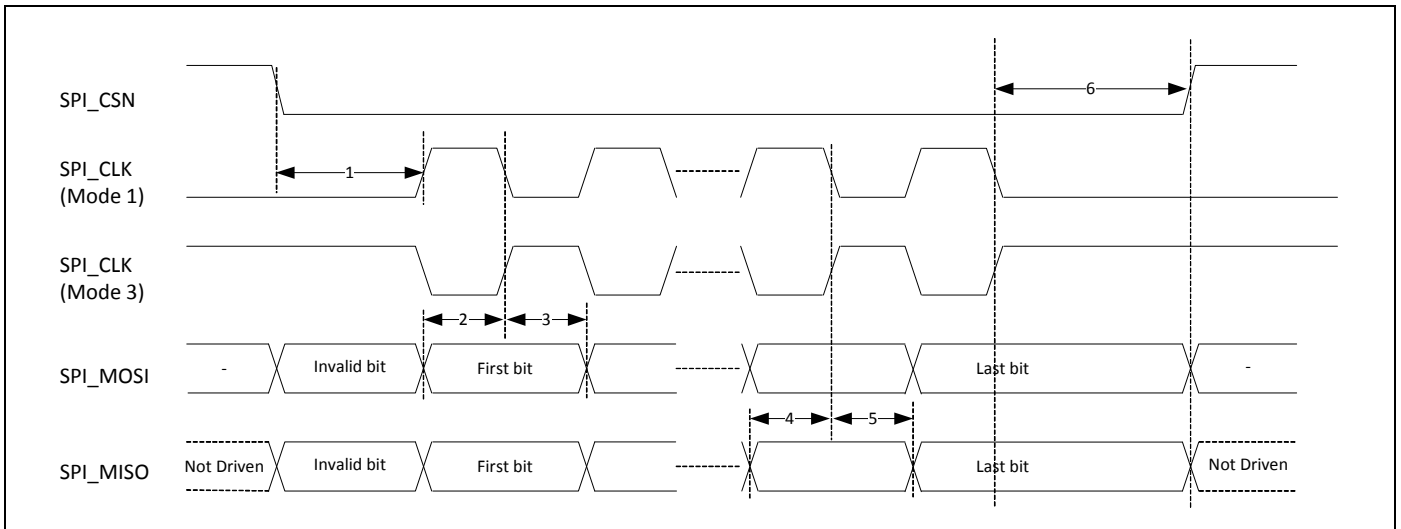 SPI_CSN
6
SPI_CLK
(Mode 1)
1
SPI_CLK
(Mode 3)
2
3
SPI_MOSI
-
Invalid bit
First bit
Last bit
-
4
5
SPI_MISO
Not Driven
Invalid bit
First bit
Last bit
Not Driven